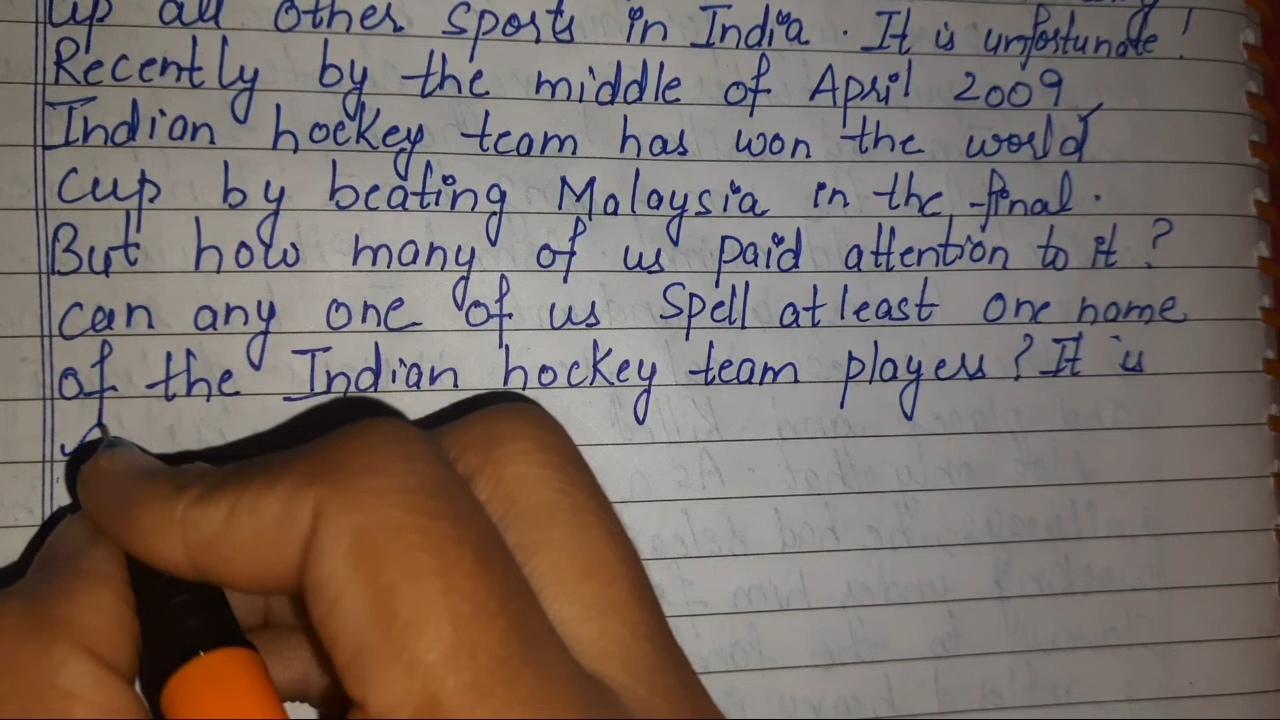 up all other sports in India. It is unfortunate!
Recently by the middle of April 2009,
Indian hockey team has won the world
cup by beating Malaysia in the final.
But how many of us paid attention to it?
can any one of us spell atleast one name
of the Indian hockey team players? It is